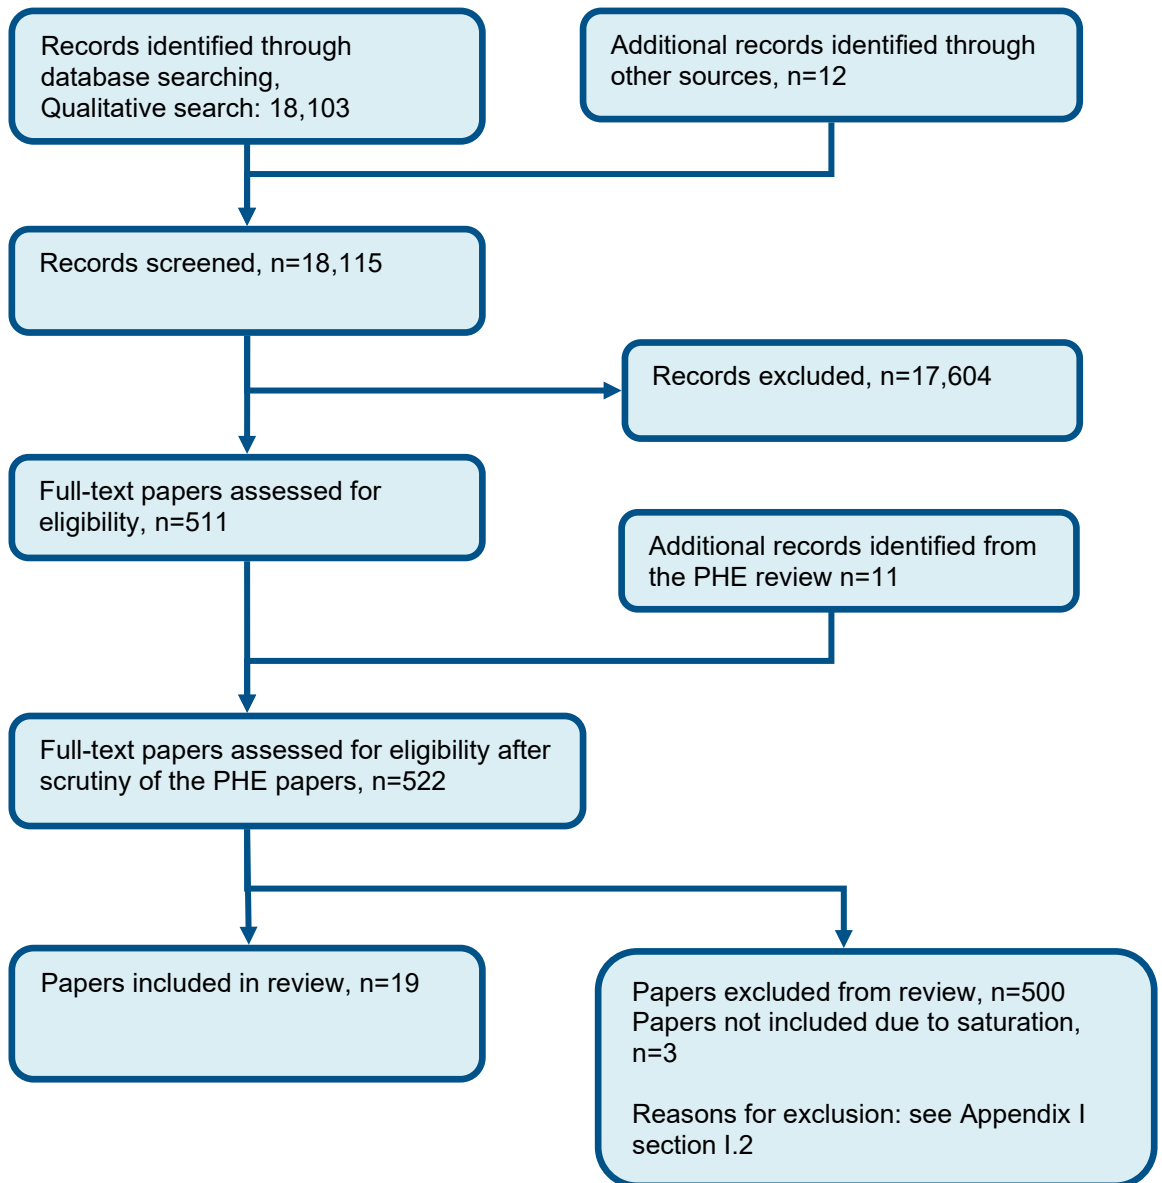 Records identified through
database searching,
Qualitative search: 18,103
Additional records identified through
other sources, n=12
Records screened, n=18,115
Records excluded, n=17,604
Full-text papers assessed for
eligibility, n=511
Additional records identified from
the PHE review n=11
Full-text papers assessed for eligibility after
scrutiny of the PHE papers, n=522
Papers included in review, n=19
Papers excluded from review, n=500
Papers not included due to saturation,
n=3
Reasons for exclusion: see Appendix I
section I.2